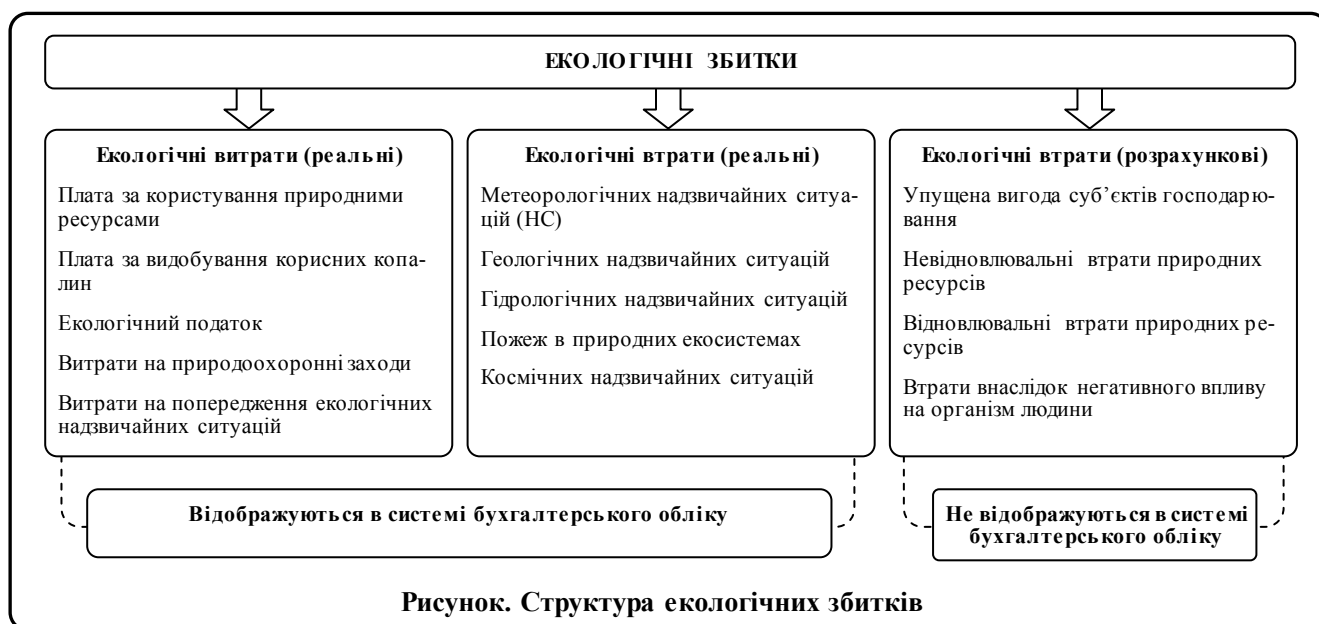 ЕКОЛОГІЧНІ ЗБИТКИ
Екологічні витрати (реальні)
Плата за користування природними
ресурсами
Плата за видобування корисних копа-
лин
Екологічний податок
Витрати на природоохоронні заходи
Витрати на попередження екологічних
надзвичайних ситуацій
Екологічні втрати (реальні)
Метеорологічних надзвичайних ситуа-
цій (НС)
Геологічних надзвичайних ситуацій
Гідрологічних надзвичайних ситуацій
Пожеж в природних екосистемах
Космічних надзвичайних ситуацій
Екологічні втрати (розрахункові)
Упущена вигода суб’єктів господарю-
вання
Невідновлювальні втрати природних
ресурсів
Відновлювальні втрати природних ре-
сурсів
Втрати внаслідок негативного впливу
на організм людини
Відображуються в системі бухгалтерського обліку
Не відображуються в системі
бухгалтерського обліку
Рисунок. Структура екологічних збитків